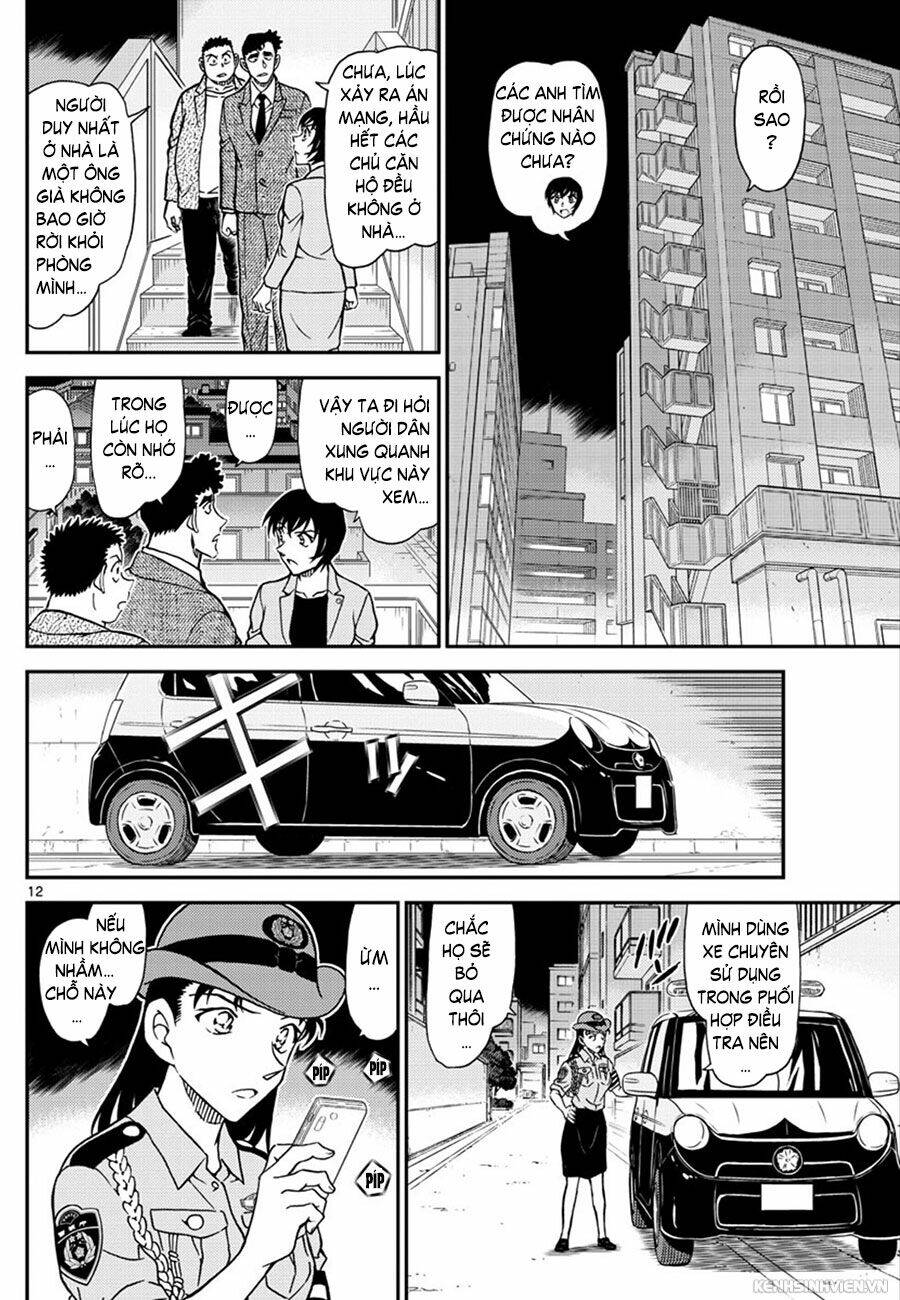 RỒI
SAO
?
CÁC ANH TÌM
ĐƯỢC NHÂN
CHỨNG NÀO
CHƯA?
CHƯA, LÚC
XẢY RA ÁN
MẠNG, HẦU
HẾT CÁC
CHỦ CĂN
HỘ ĐỀU
KHÔNG Ở
NHÀ...
NGƯỜI
DUY NHẤT
Ở NHÀ LÀ
MỘT ÔNG
GIÀ KHÔNG
BAO GIỜ
RỜI KHỎI
PHÒNG
MÌNH...
VẬY TA ĐI HỎI
NGƯỜI DÂN
XUNG QUANH
KHU VỰC NÀY
XEM...
ĐƯỢC
...
TRONG
LÚC HỌ
CÒN NHỚ
RÕ...
PHẢI
...
キッ
12
MÌNH DÙNG
XE CHUYÊN
SỬ DỤNG
TRONG PHỐI
HỢP ĐIỀU
TRA NÊN
...
CHẮC
HỌ SẼ
BỎ
QUA
THÔI
ỪM
...
NẾU
MÌNH KHÔNG
NHẦM...
CHỖ NÀY
...
PÍP
PÍP
PÍP
KENHSINHVIEN.VN